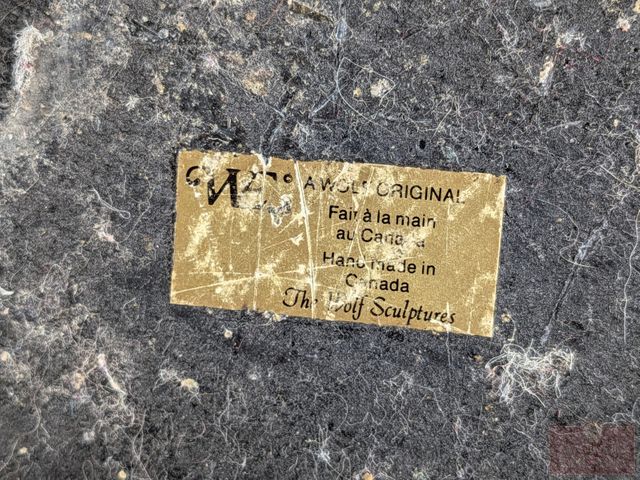 A WOLF ORIGINAL
Fait à la main
au Canada
Hand made in
Canada
The Wolf Sculptures